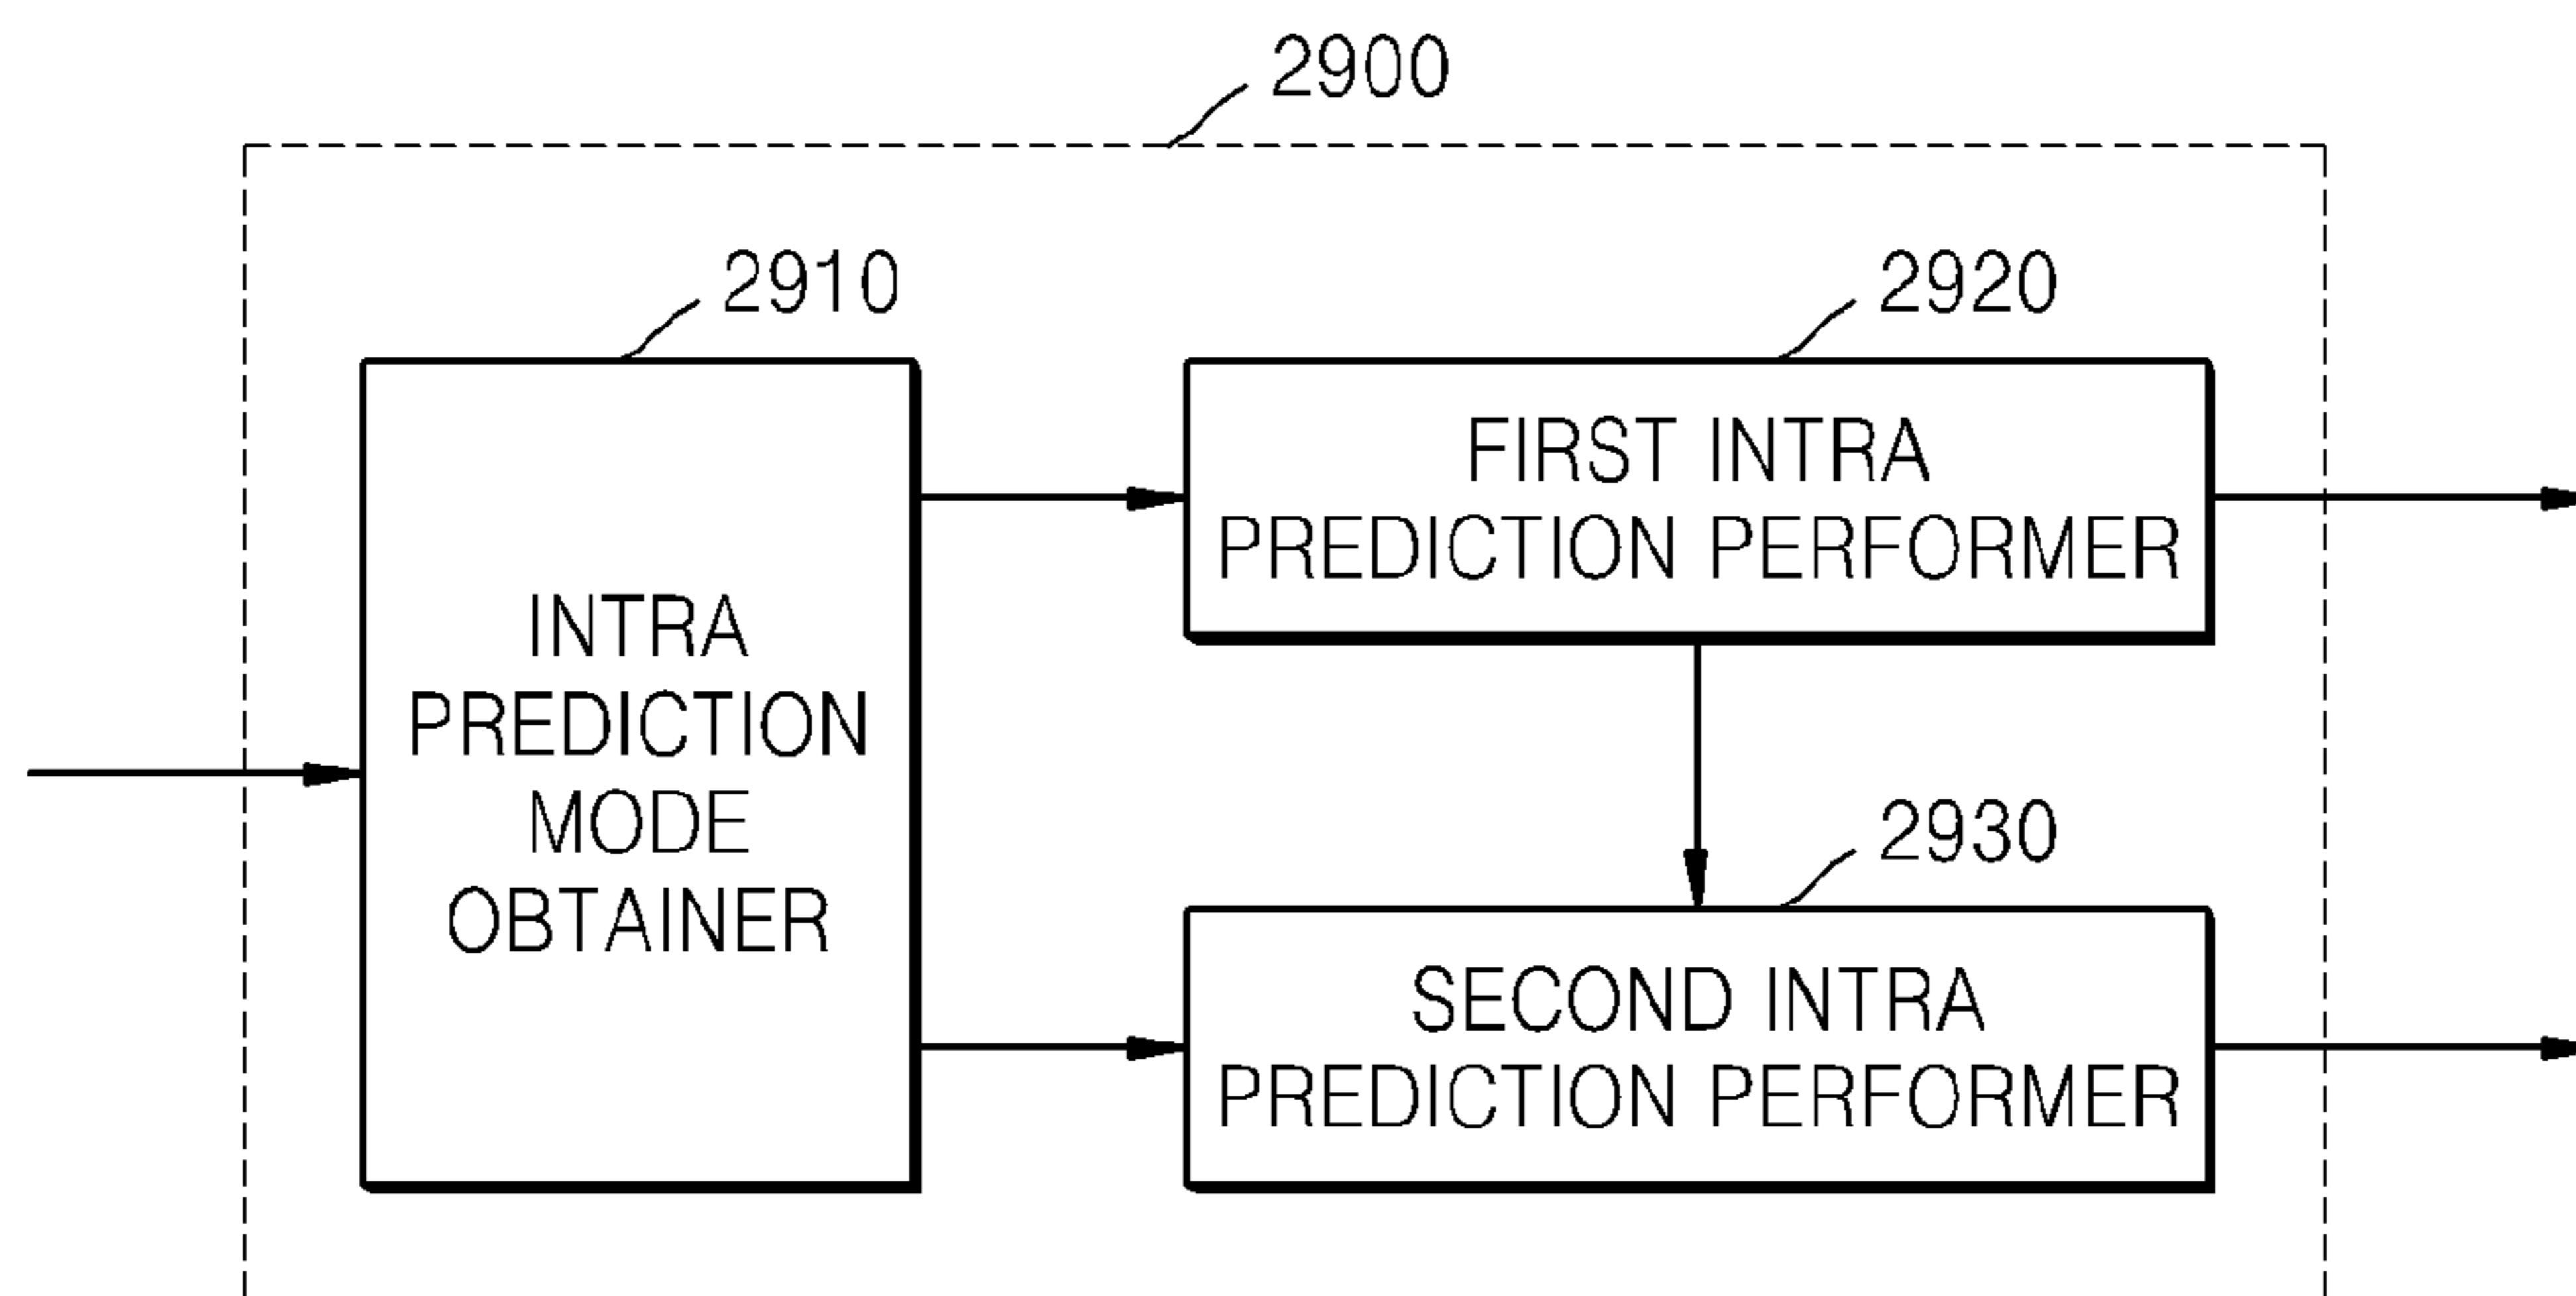 2900
2910
2920
FIRST INTRA
PREDICTION PERFORMER
INTRA
PREDICTION
MODE
OBTAINER
2930
SECOND INTRA
PREDICTION PERFORMER